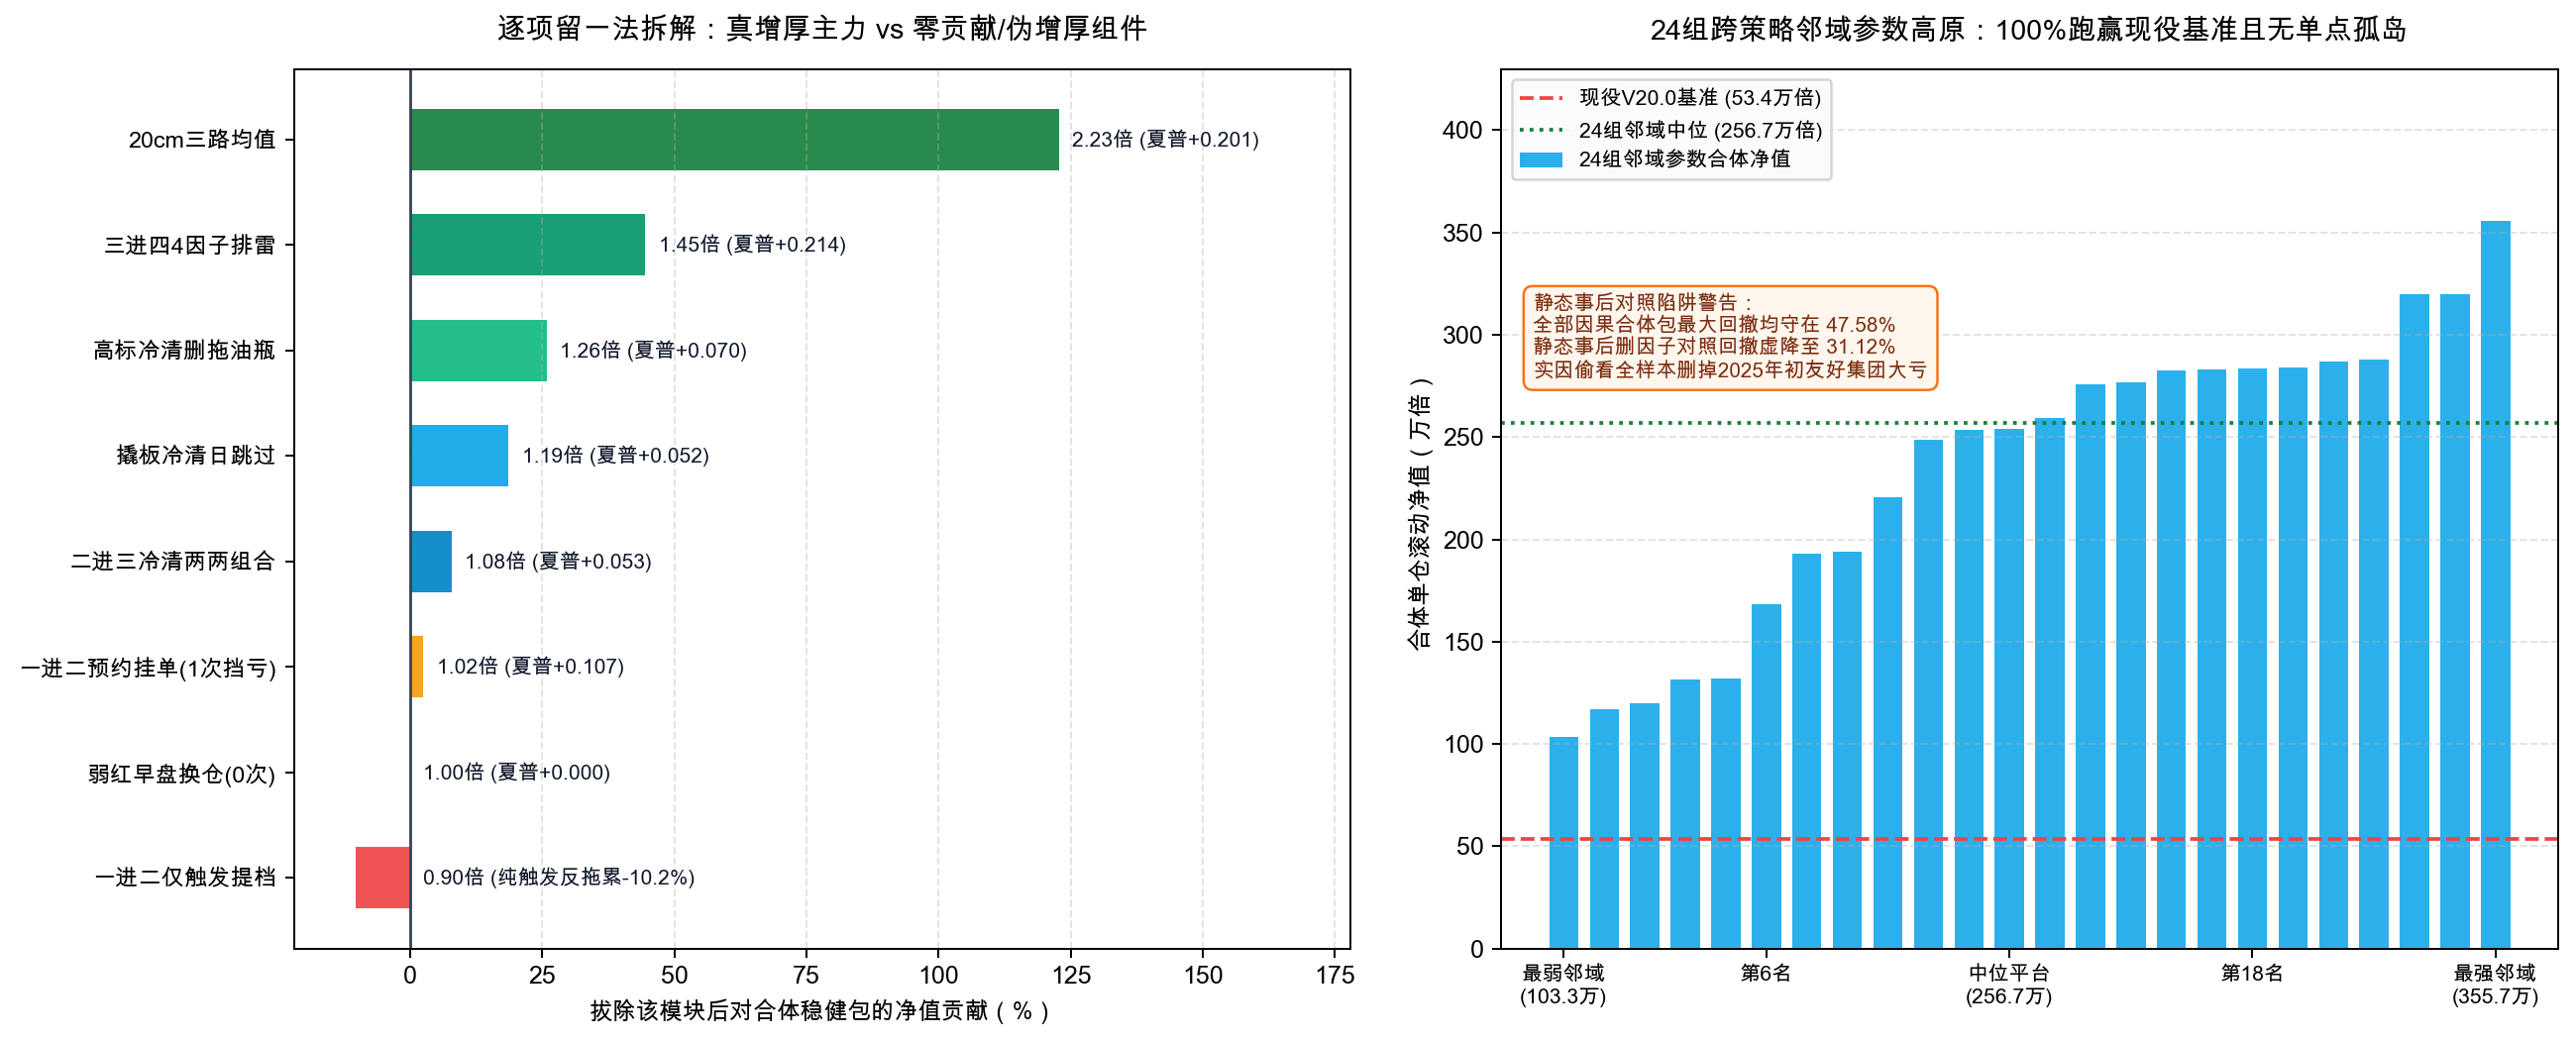 逐项留一法拆解：真增厚主力 vs 零贡献/伪增厚组件
20cm三路均值
2.23倍 (夏普+0.201)
三进四4因子排雷
1.45倍 (夏普+0.214)
高标冷清删拖油瓶
1.26倍 (夏普+0.070)
撬板冷清日跳过
1.19倍 (夏普+0.052)
二进三冷清两两组合
1.08倍 (夏普+0.053)
一进二预约挂单(1次挡亏)
1.02倍 (夏普+0.107)
弱红早盘换仓(0次)
1.00倍 (夏普+0.000)
一进二仅触发提档
0.90倍 (纯触发反拖累-10.2%)
0 25 50 75 100 125 150 175
拔除该模块后对合体稳健包的净值贡献（%）
24组跨策略邻域参数高原：100%跑赢现役基准且无单点孤岛
现役V20.0基准 (53.4万倍)
24组邻域中位 (256.7万倍)
24组邻域参数合体净值
静态事后对照陷阱警告：
全部因果合体包最大回撤均守在 47.58%
静态事后删因子对照回撤虚降至 31.12%
实因偷看全样本删掉2025年初友好集团大亏
合体单仓滚动净值（万倍）
400
350
300
250
200
150
100
50
0
最弱邻域
(103.3万)
第6名
中位平台
(256.7万)
第18名
最强邻域
(355.7万)